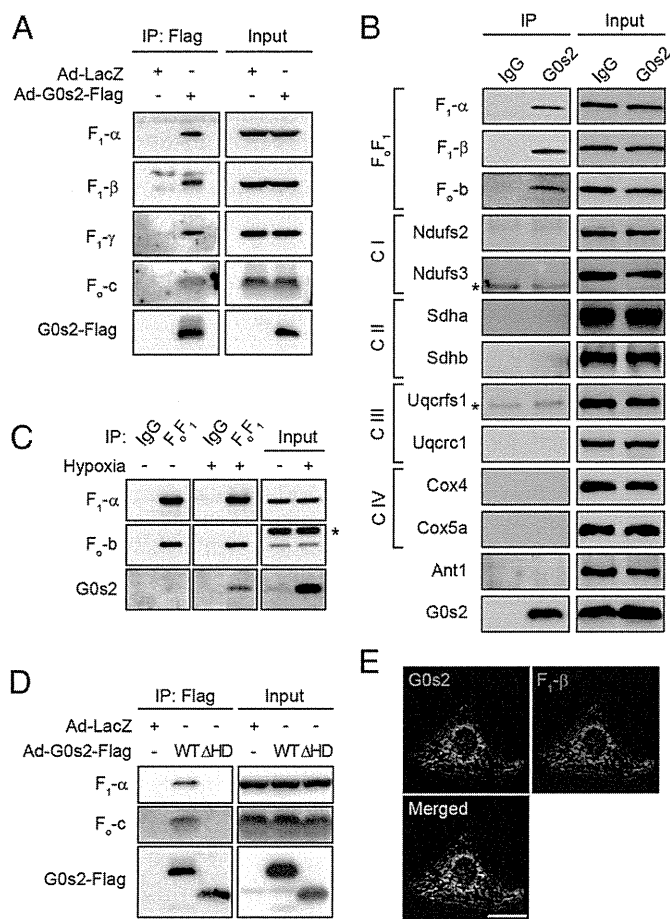 A
IP: Flag Input
Ad-LacZ + - + -
Ad-G0s2-Flag - + - +
F1-α
F1-β
F1-γ
Fo-c
G0s2-Flag
B
IP Input
IgG G0s2 IgG G0s2
FoF1
F1-α
F1-β
Fo-b
C I
Ndufs2
Ndufs3
*
C II
Sdha
Sdhb
C III
Uqcrfs1
*
Uqcrc1
C IV
Cox4
Cox5a
Ant1
G0s2
C
IP: IgG FoF1 IgG FoF1 Input
Hypoxia - - + + - +
F1-α
Fo-b
*
G0s2
D
IP: Flag Input
Ad-LacZ + - - + - -
Ad-G0s2-Flag - WT ΔHD - WT ΔHD
F1-α
Fo-c
G0s2-Flag
E
G0s2 F1-β
Merged